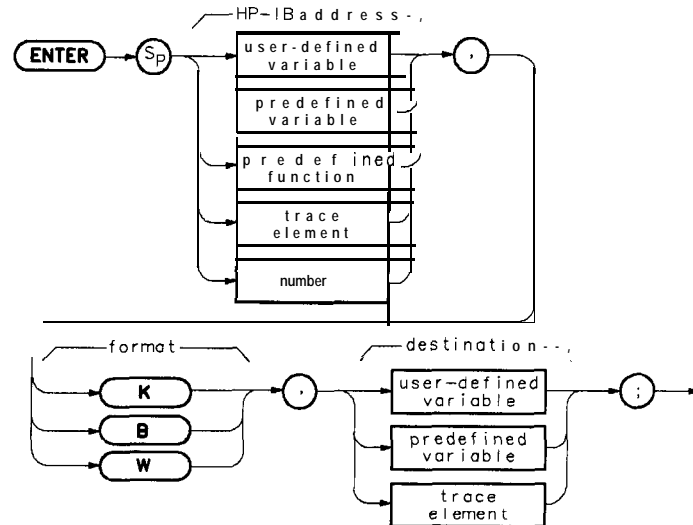 HP-IB address
ENTER
SP
user-defined
variable
,
predefined
variable
predefined
function
trace
element
number
format
destination
K
B
W
,
user-defined
variable
;
predefined
variable
trace
element